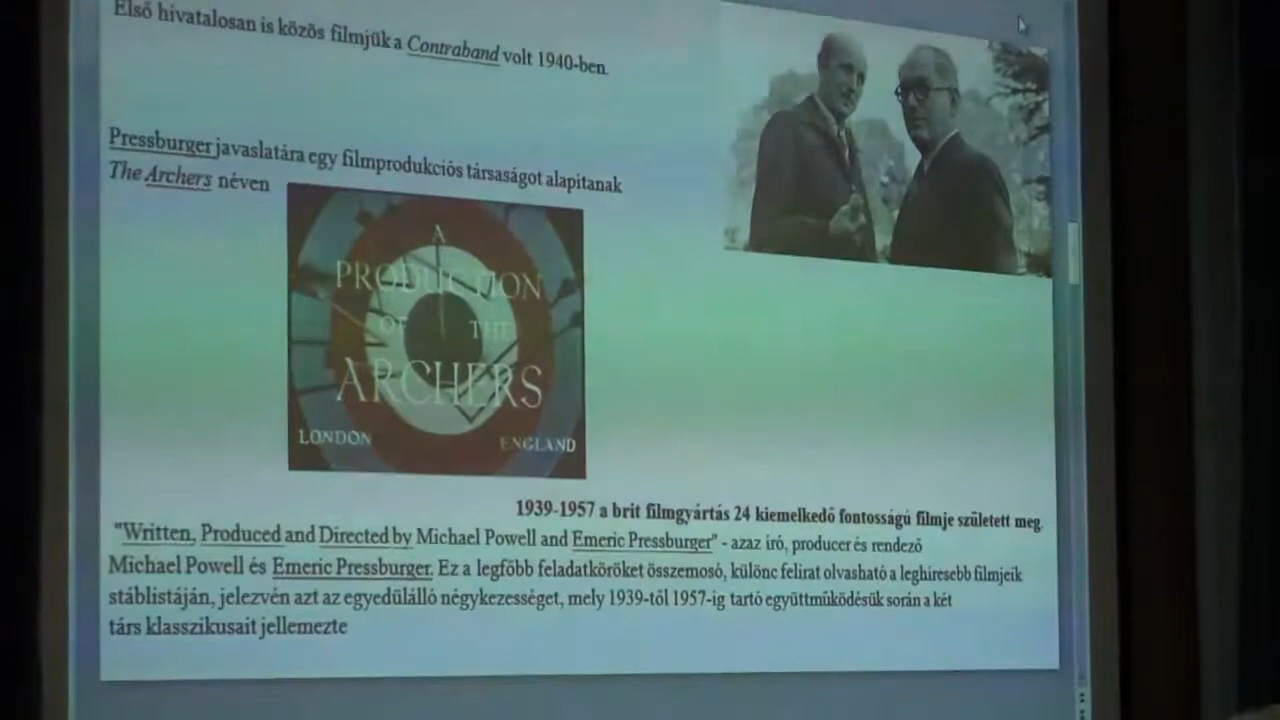 Első hivatalosan is közös filmjük a Contraband volt 1940-ben.
Pressburger javaslatára egy filmprodukciós társaságot alapitanak
The Archers néven
A
PRODUCTION
OF THE
ARCHERS
LONDON ENGLAND
1939-1957 a brit filmgyártás 24 kiemelkedő fontosságú filmje született meg.
"Written, Produced and Directed by Michael Powell and Emeric Pressburger" - azaz író, producer és rendező
Michael Powell és Emeric Pressburger. Ez a legfőbb feladatköröket összemosó, különc felirat olvasható a leghíresebb filmjeik
stáblistáján, jelezvén azt az egyedülálló négykezességet, mely 1939-től 1957-ig tartó együttműködésük során a két
társ klasszikusait jellemezte